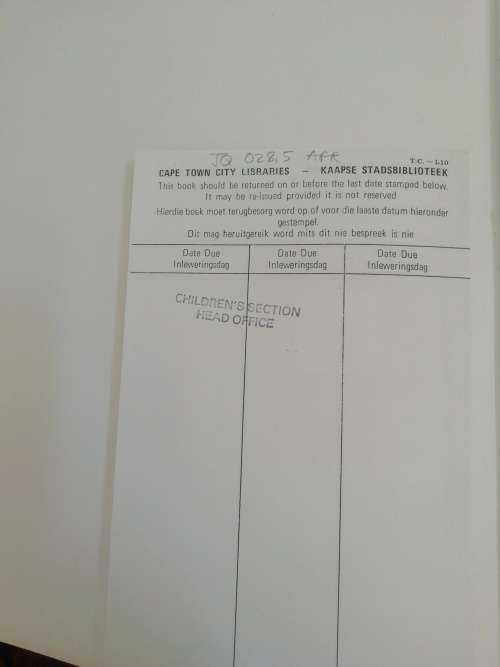 JQ 028,5 AFR
T.C. – L10
CAPE TOWN CITY LIBRARIES – KAAPSE STADSBIBLIOTEEK
This book should be returned on or before the last date stamped below.
It may be re-issued provided it is not reserved
Hierdie boek moet terugbesorg word op of voor die laaste datum hieronder
gestempel.
Dit mag heruitgereik word mits dit nie bespreek is nie
Date Due Date Due Date Due
Inleweringsdag Inleweringsdag Inleweringsdag
CHILDREN'S SECTION
HEAD OFFICE